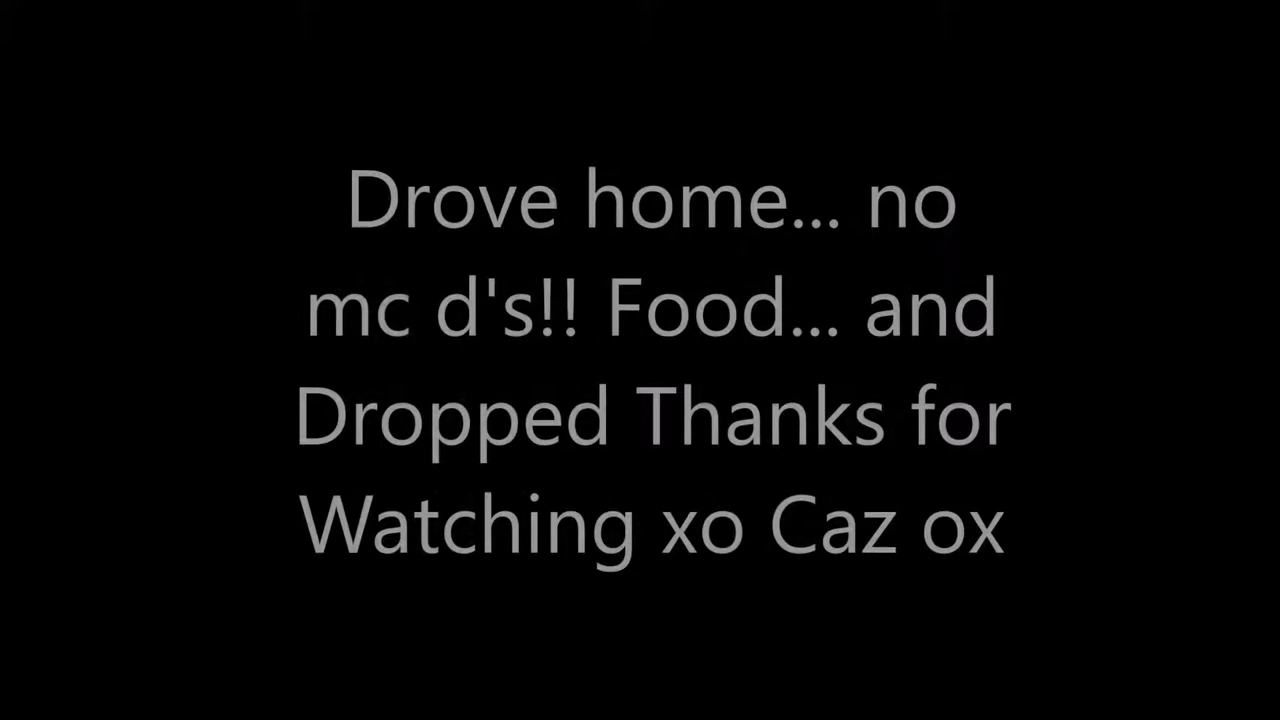 Drove home... no
mc d's!! Food... and
Dropped Thanks for
Watching xo Caz ox